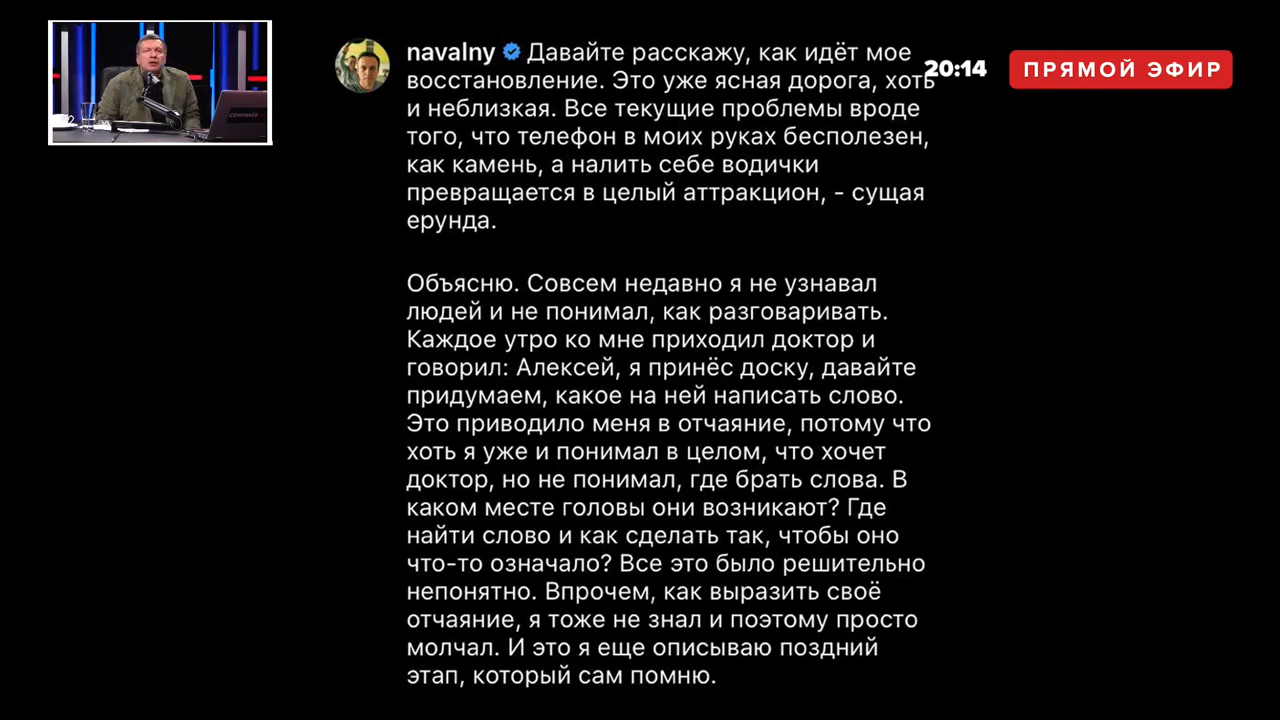 navalny Давайте расскажу, как идёт мое
восстановление. Это уже ясная дорога, хоть
и неблизкая. Все текущие проблемы вроде
того, что телефон в моих руках бесполезен,
как камень, а налить себе водички
превращается в целый аттракцион, - сущая
ерунда.
Объясню. Совсем недавно я не узнавал
людей и не понимал, как разговаривать.
Каждое утро ко мне приходил доктор и
говорил: Алексей, я принёс доску, давайте
придумаем, какое на ней написать слово.
Это приводило меня в отчаяние, потому что
хоть я уже и понимал в целом, что хочет
доктор, но не понимал, где брать слова. В
каком месте головы они возникают? Где
найти слово и как сделать так, чтобы оно
что-то означало? Все это было решительно
непонятно. Впрочем, как выразить своё
отчаяние, я тоже не знал и поэтому просто
молчал. И это я еще описываю поздний
этап, который сам помню.
20:14
ПРЯМОЙ ЭФИР